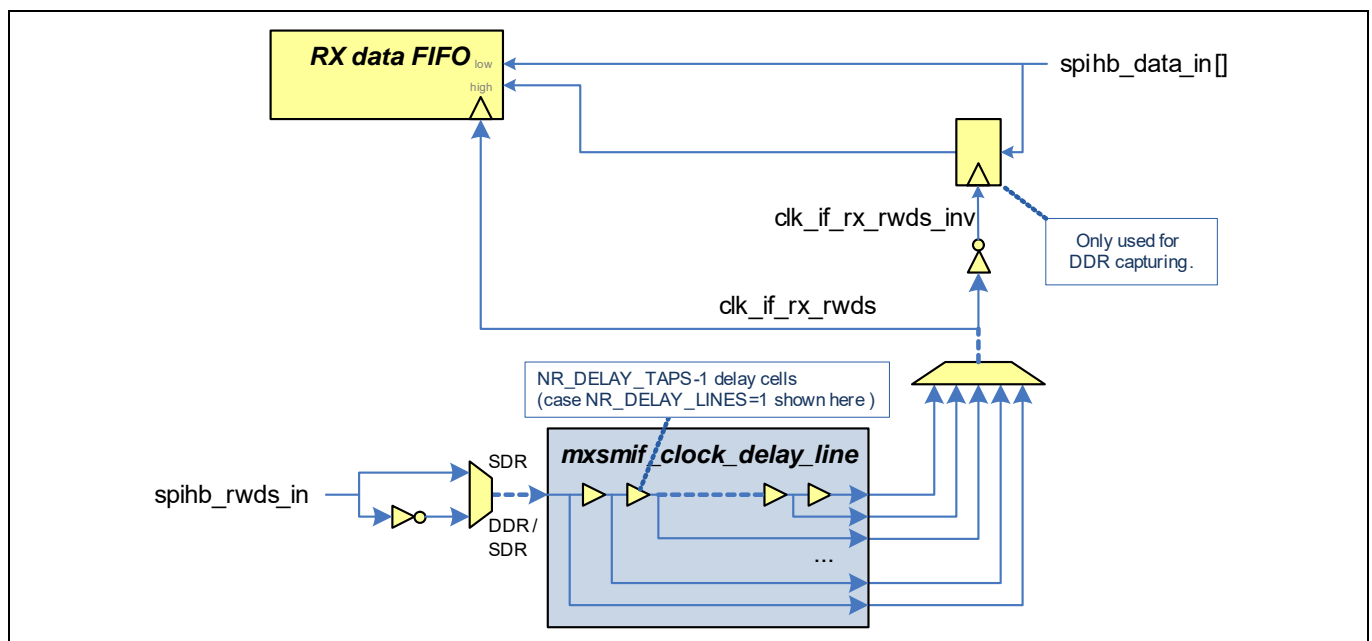 RX data FIFO
low
high
spihb_data_in[]
clk_if_rx_rwds_inv
Only used for
DDR capturing.
clk_if_rx_rwds
NR_DELAY_TAPS-1 delay cells
(case NR_DELAY_LINES=1 shown here )
mxsmif_clock_delay_line
SDR
spihb_rwds_in
DDR /
SDR
...